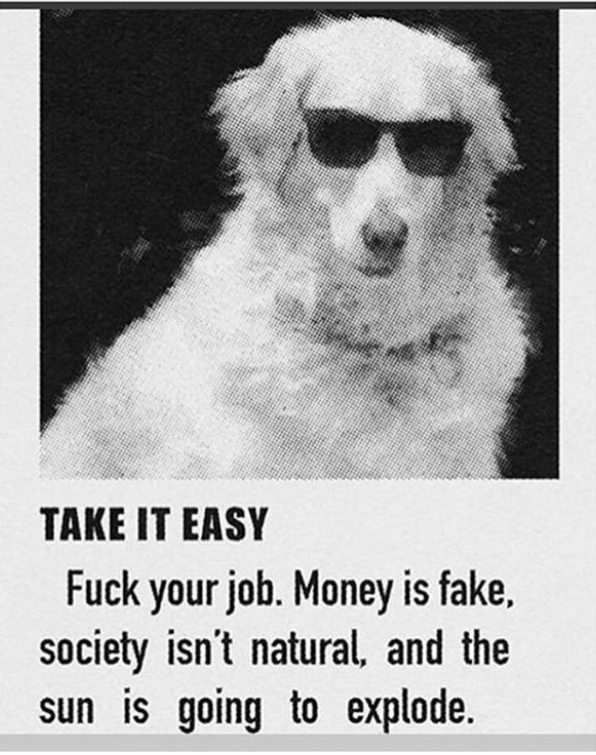 TAKE IT EASY
Fuck your job. Money is fake,
society isn't natural, and the
sun is going to explode.